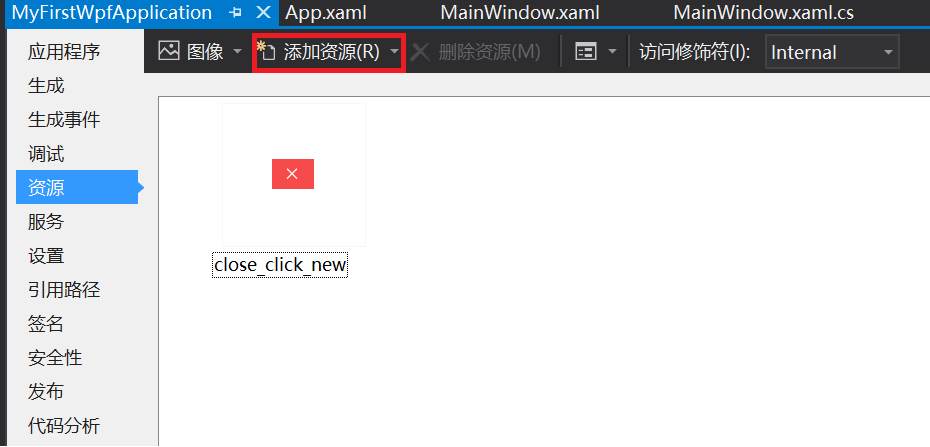 MyFirstWpfApplication App.xaml MainWindow.xaml MainWindow.xaml.cs
图像 添加资源(R) 删除资源(M) 访问修饰符(I): Internal
应用程序
生成
生成事件
调试
资源
服务
设置
引用路径
签名
安全性
发布
代码分析
close_click_new